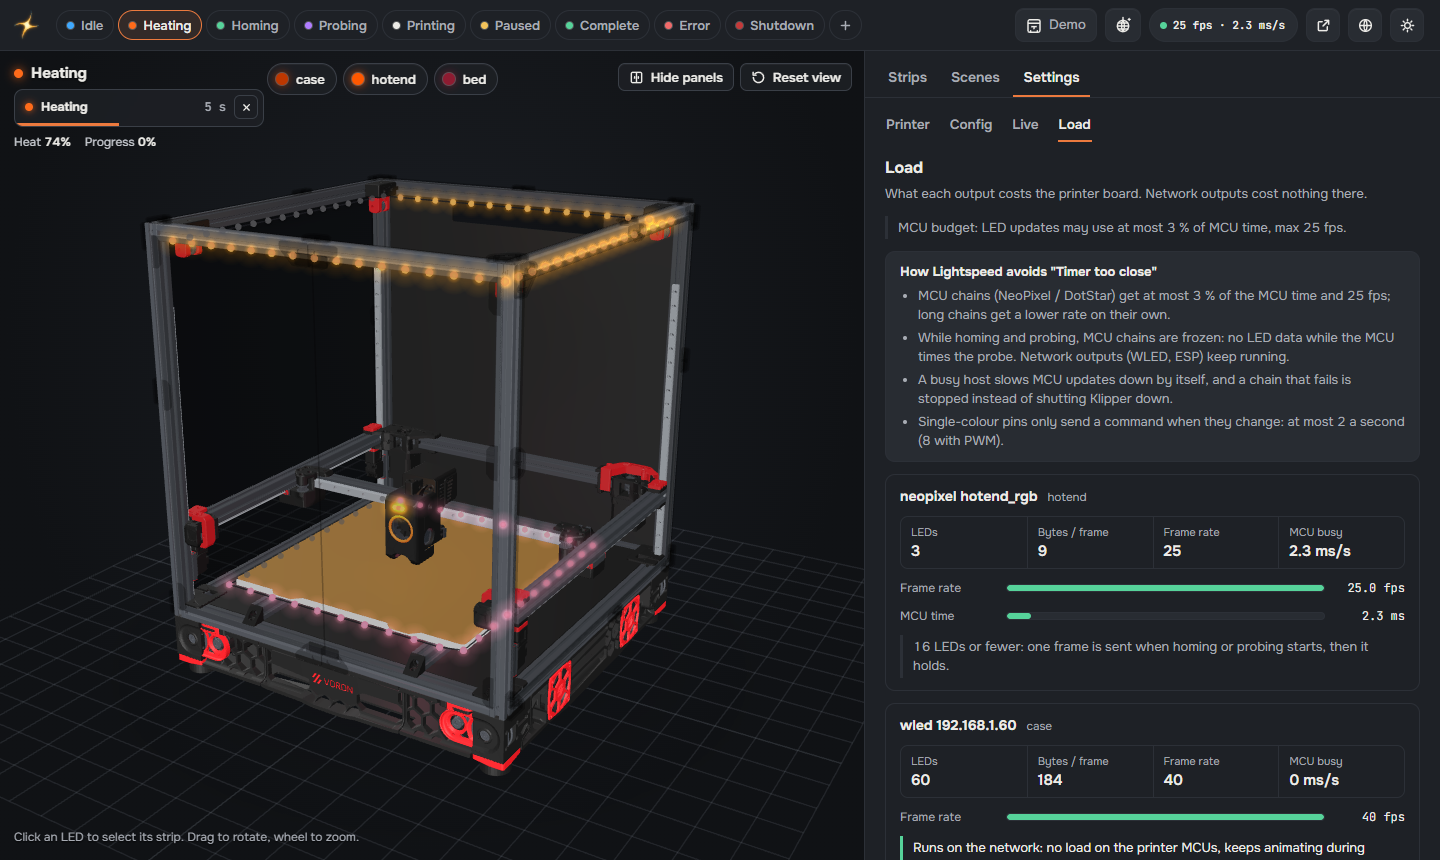 Idle
Heating
Homing
Probing
Printing
Paused
Complete
Error
Shutdown
+
Demo
25 fps · 2.3 ms/s
Heating
case
hotend
bed
Hide panels
Reset view
Heating 5 s
Heat 74% Progress 0%
VORON
Click an LED to select its strip. Drag to rotate, wheel to zoom.
Strips Scenes Settings
Printer Config Live Load
Load
What each output costs the printer board. Network outputs cost nothing there.
MCU budget: LED updates may use at most 3 % of MCU time, max 25 fps.
How Lightspeed avoids "Timer too close"
• MCU chains (NeoPixel / DotStar) get at most 3 % of the MCU time and 25 fps;
long chains get a lower rate on their own.
• While homing and probing, MCU chains are frozen: no LED data while the MCU
times the probe. Network outputs (WLED, ESP) keep running.
• A busy host slows MCU updates down by itself, and a chain that fails is
stopped instead of shutting Klipper down.
• Single-colour pins only send a command when they change: at most 2 a second
(8 with PWM).
neopixel hotend_rgb hotend
LEDs Bytes / frame Frame rate MCU busy
3 9 25 2.3 ms/s
Frame rate 25.0 fps
MCU time 2.3 ms
16 LEDs or fewer: one frame is sent when homing or probing starts, then it
holds.
wled 192.168.1.60 case
LEDs Bytes / frame Frame rate MCU busy
60 184 40 0 ms/s
Frame rate 40 fps
Runs on the network: no load on the printer MCUs, keeps animating during